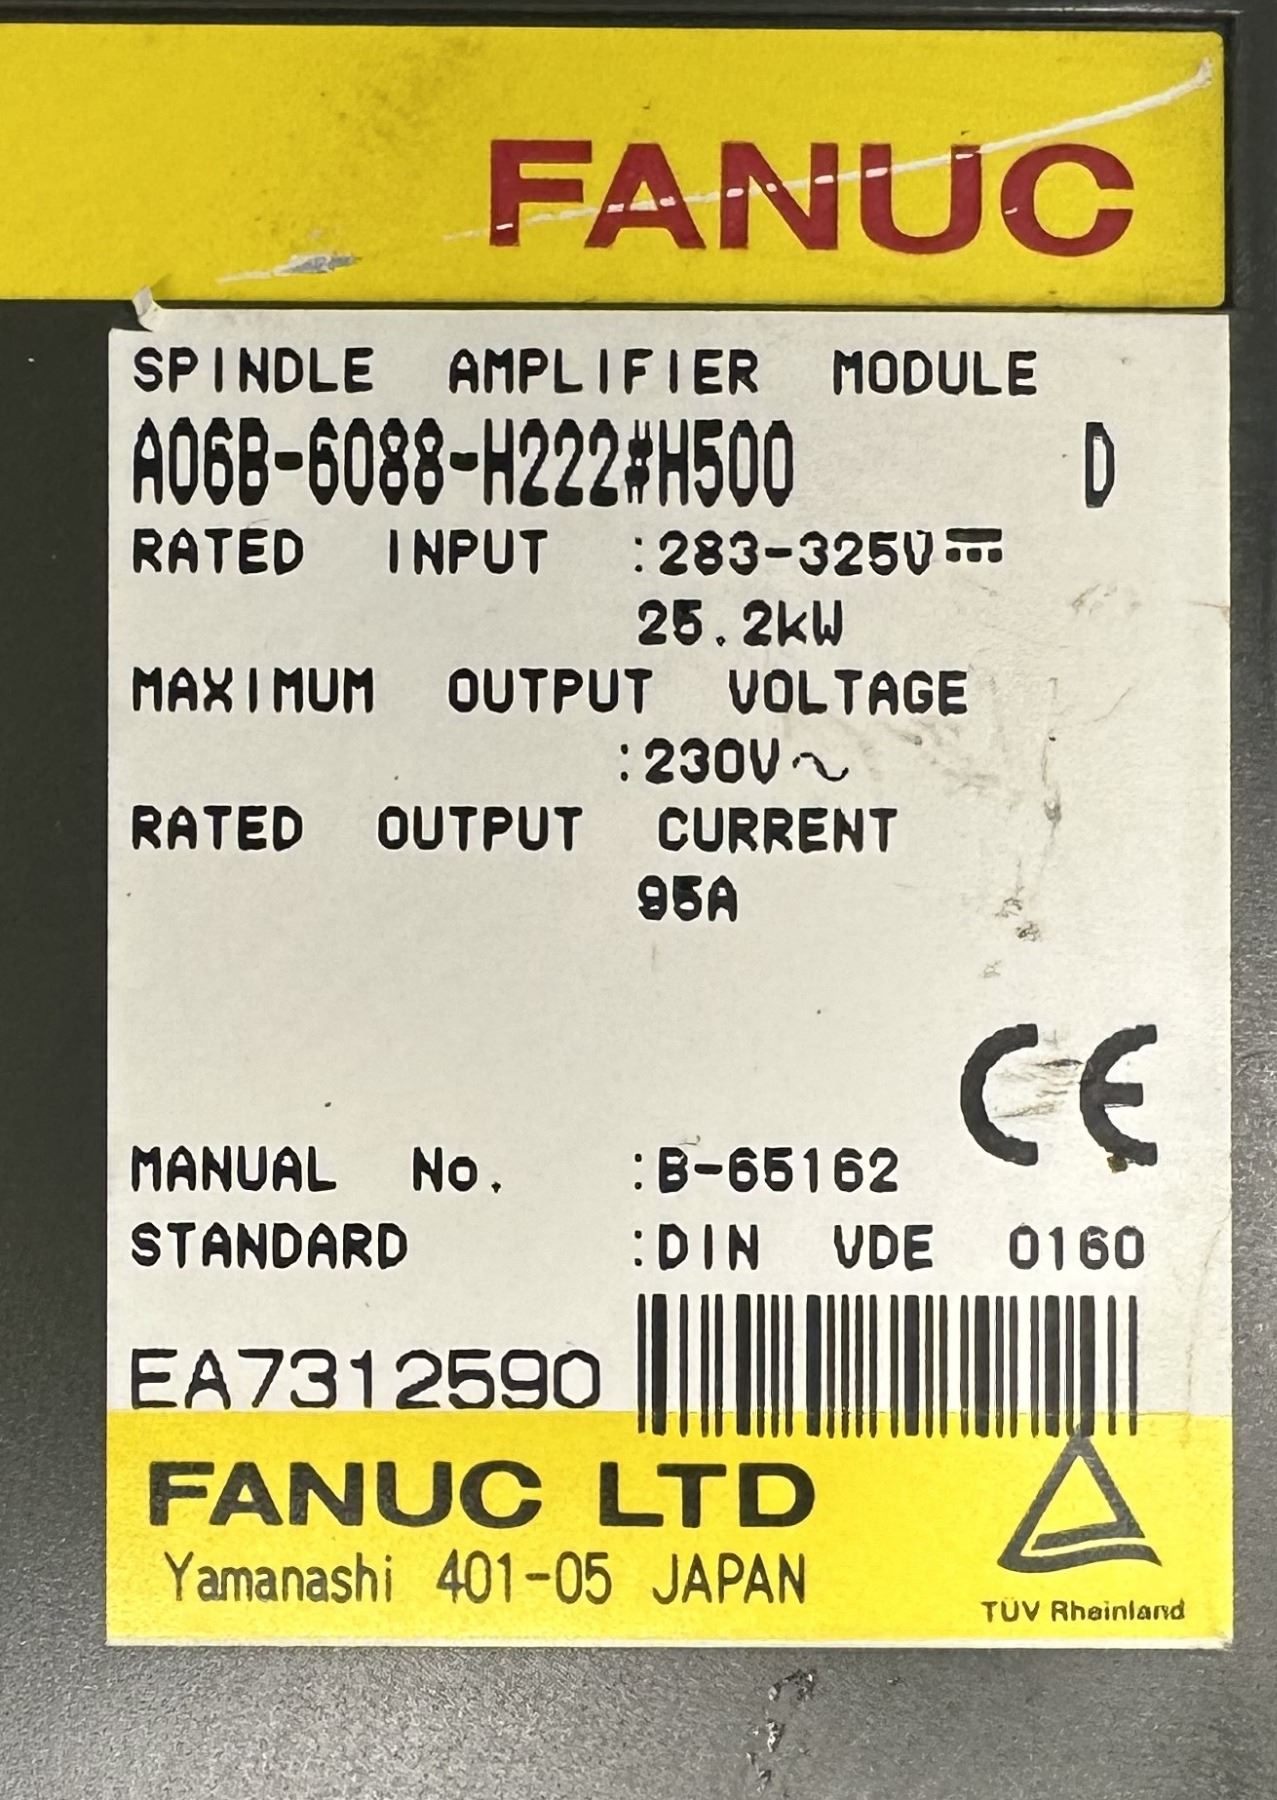 FANUC
SPINDLE AMPLIFIER MODULE
A06B-6088-H222#H500 D
RATED INPUT :283-325V⎓
25.2kW
MAXIMUM OUTPUT VOLTAGE
:230V~
RATED OUTPUT CURRENT
95A
CE
MANUAL No. :B-65162
STANDARD :DIN VDE 0160
EA7312590
FANUC LTD
Yamanashi 401-05 JAPAN
TÜV Rheinland